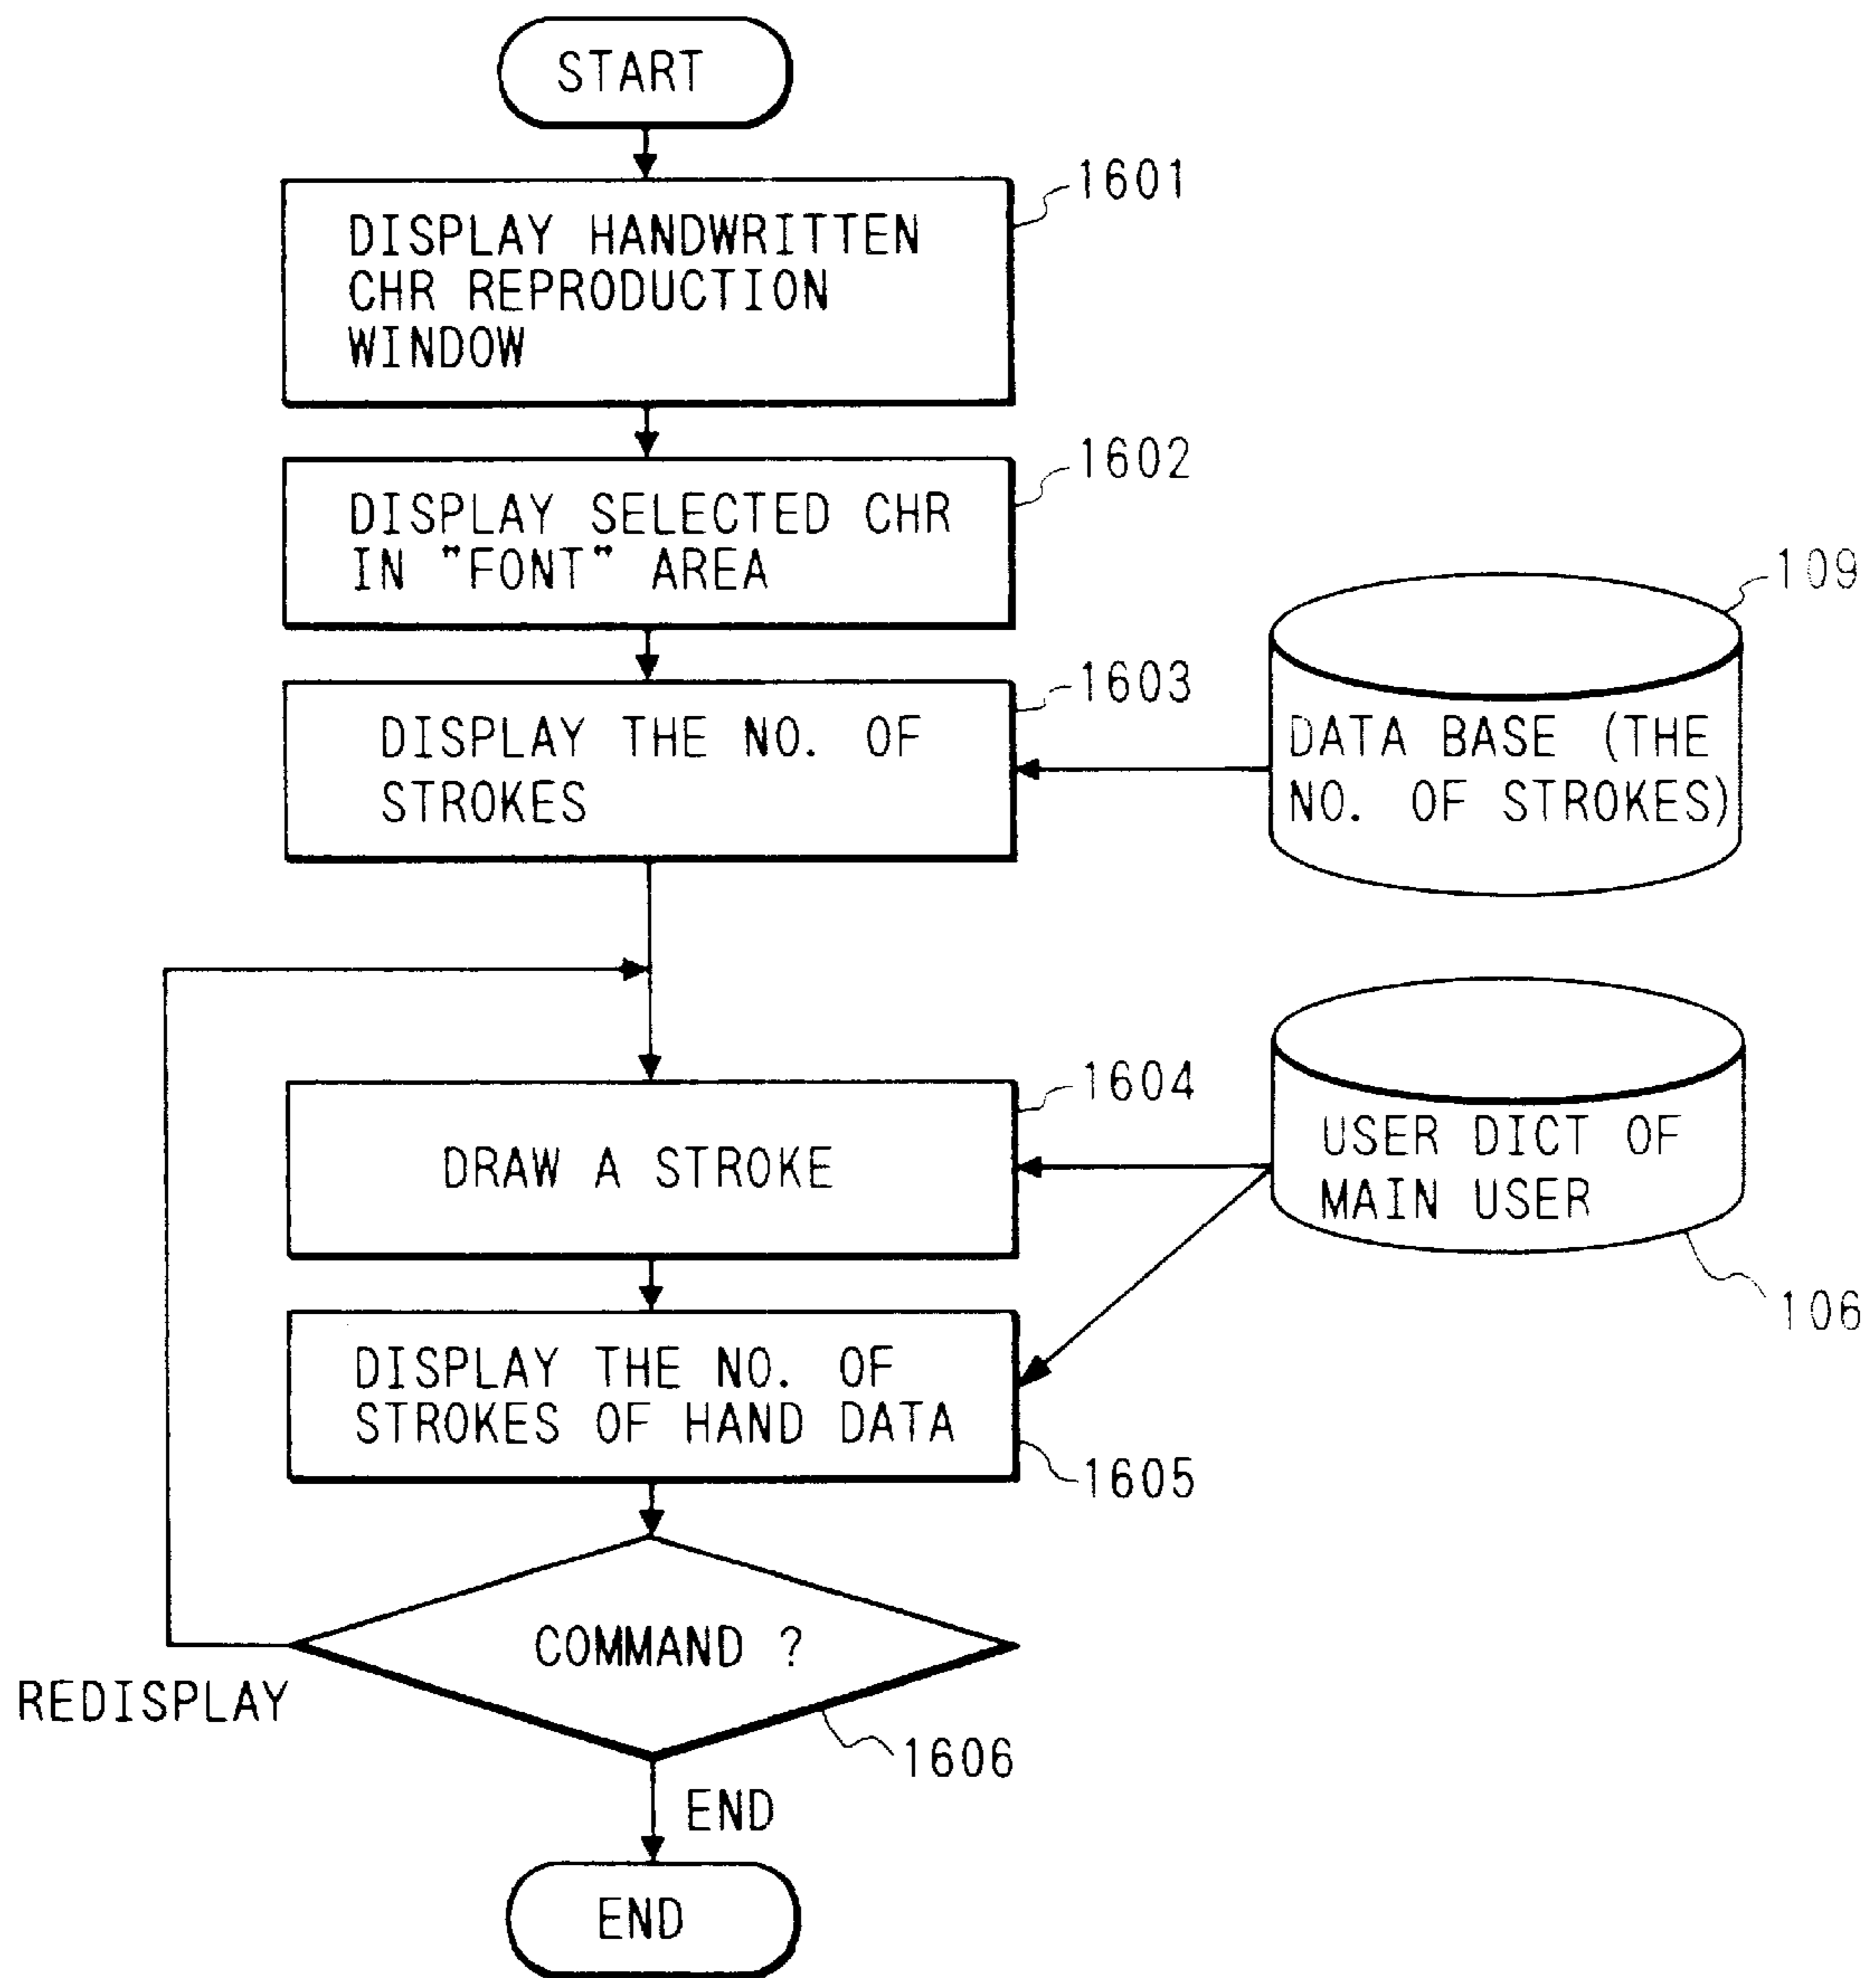 START
1601
DISPLAY HANDWRITTEN
CHR REPRODUCTION
WINDOW
1602
DISPLAY SELECTED CHR
IN "FONT" AREA
109
1603
DISPLAY THE NO. OF
STROKES
DATA BASE (THE
NO. OF STROKES)
1604
DRAW A STROKE
USER DICT OF
MAIN USER
106
DISPLAY THE NO. OF
STROKES OF HAND DATA
1605
COMMAND ?
REDISPLAY
1606
END
END